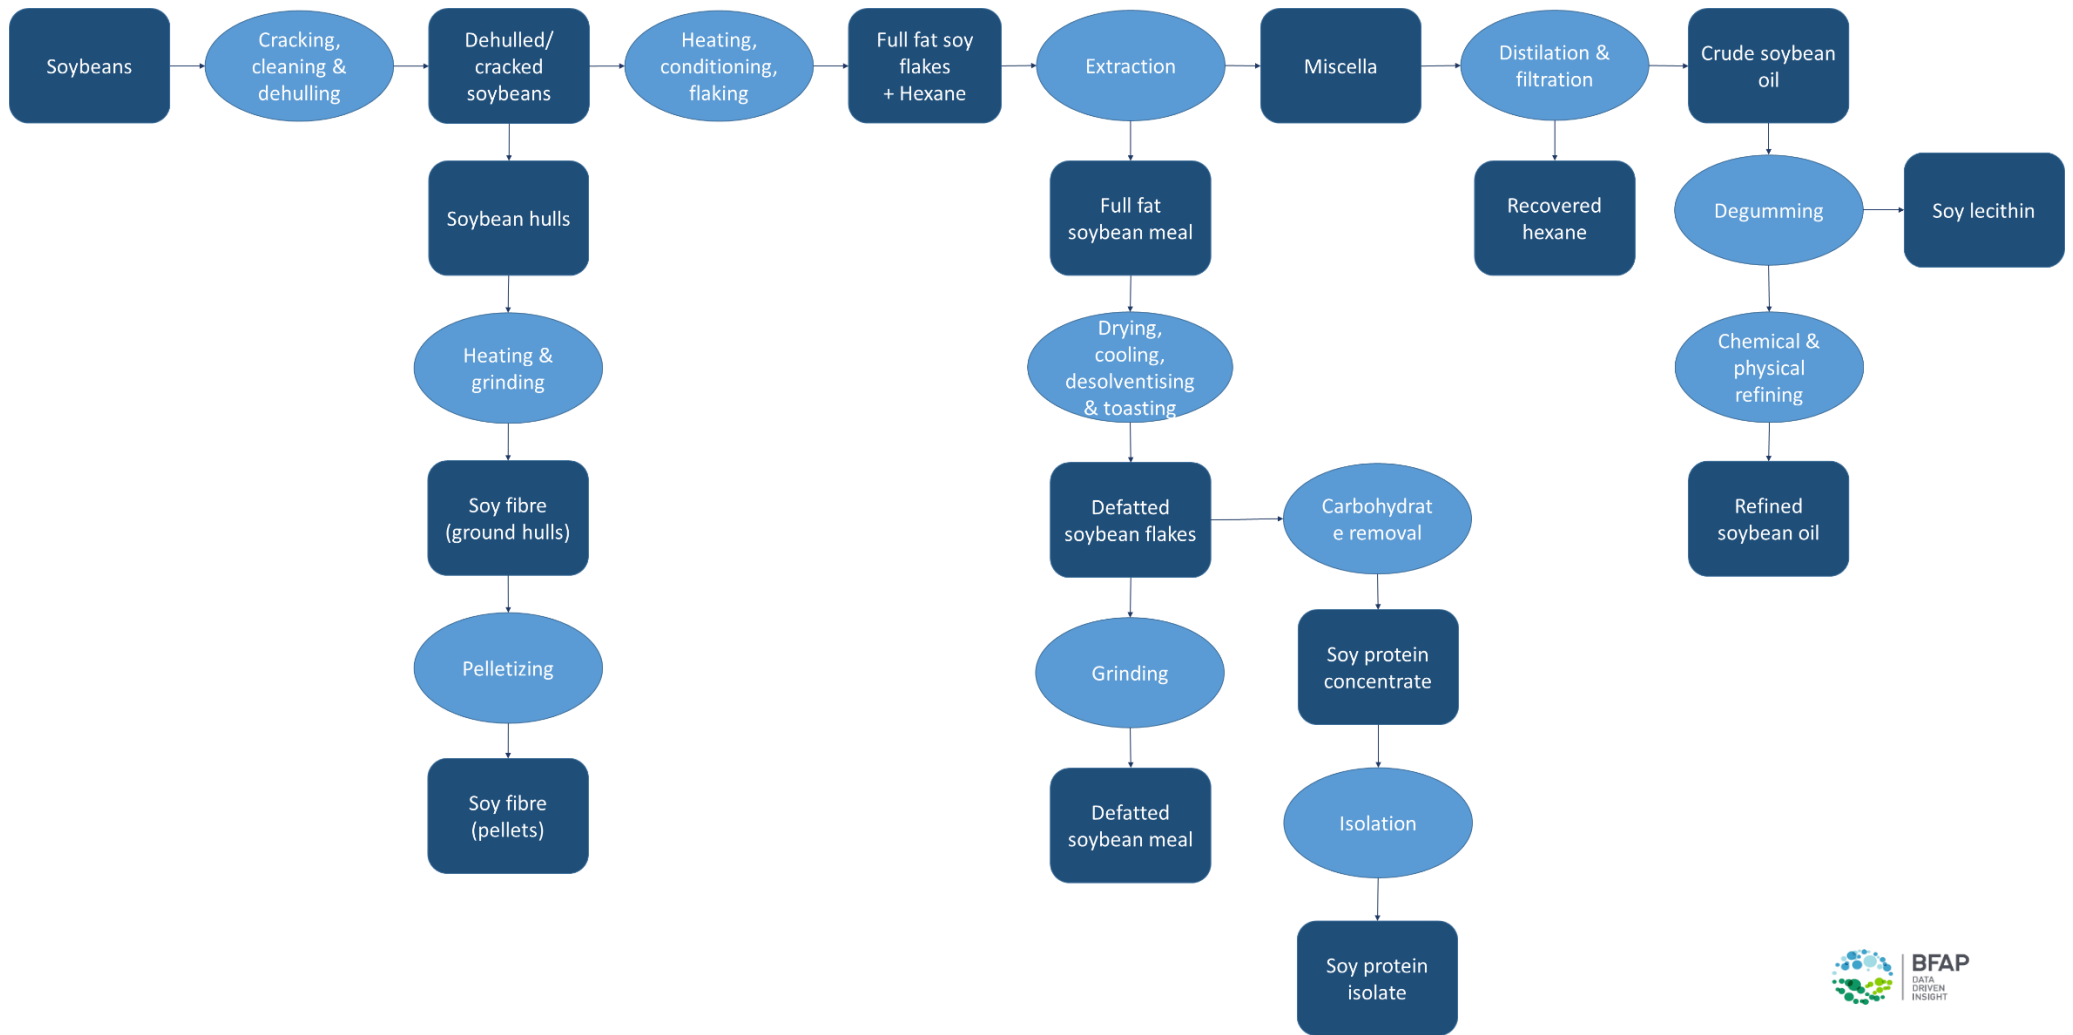 Soybeans
Cracking,
cleaning &
dehulling
Dehulled/
cracked
soybeans
Heating,
conditioning,
flaking
Full fat soy
flakes
+ Hexane
Extraction
Miscella
Distilation &
filtration
Crude soybean
oil
Soybean hulls
Full fat
soybean meal
Recovered
hexane
Degumming
Soy lecithin
Heating &
grinding
Drying,
cooling,
desolventising
& toasting
Chemical &
physical
refining
Soy fibre
(ground hulls)
Defatted
soybean flakes
Carbohydrat
e removal
Refined
soybean oil
Pelletizing
Grinding
Soy protein
concentrate
Soy fibre
(pellets)
Defatted
soybean meal
Isolation
Soy protein
isolate
BFAP
DATA
DRIVEN
INSIGHT